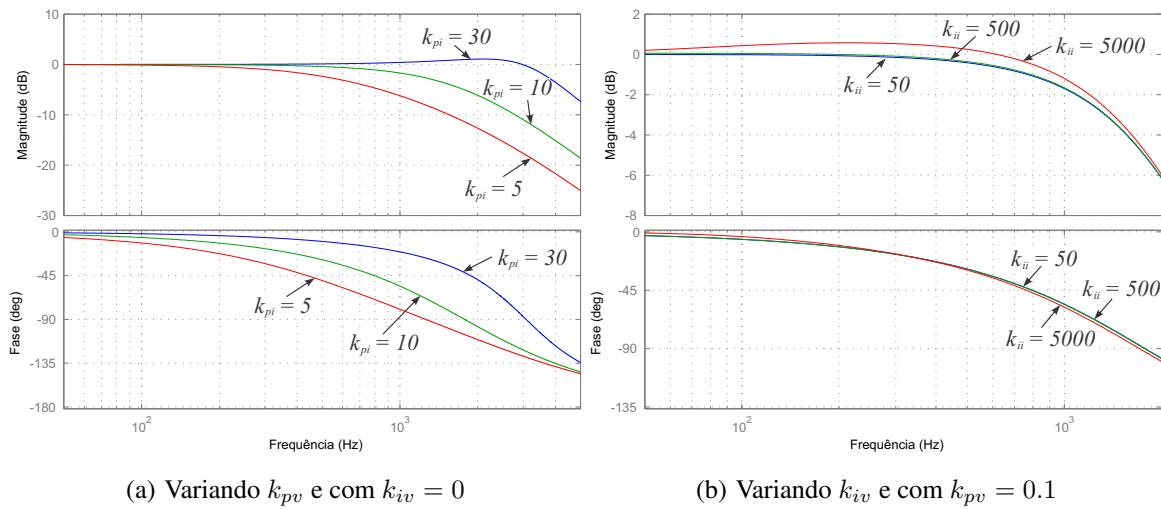 10
0
-10
-20
30
Magnitude (dB)
k_pi = 30
k_pi = 10
k_pi = 5
0
-45
-90
-135
-180
Fase (deg)
k_pi = 30
k_pi = 5
k_pi = 10
10^2
10^3
Frequência (Hz)
(a) Variando k_pv e com k_iv = 0
2
0
-2
-4
-6
8
Magnitude (dB)
k_ii = 500
k_ii = 5000
k_ii = 50
0
-45
-90
-135
Fase (deg)
k_ii = 50
k_ii = 500
k_ii = 5000
10^2
10^3
Frequência (Hz)
(b) Variando k_iv e com k_pv = 0.1